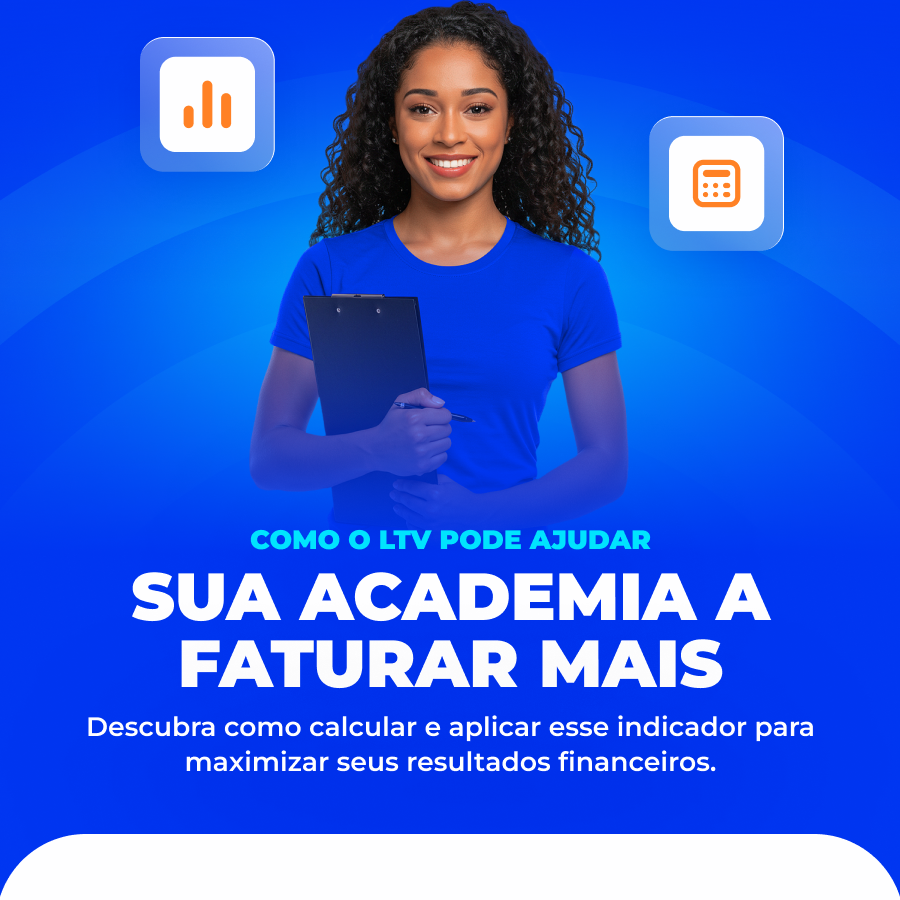 COMO O LTV PODE AJUDAR
SUA ACADEMIA A
FATURAR MAIS
Descubra como calcular e aplicar esse indicador para
maximizar seus resultados financeiros.